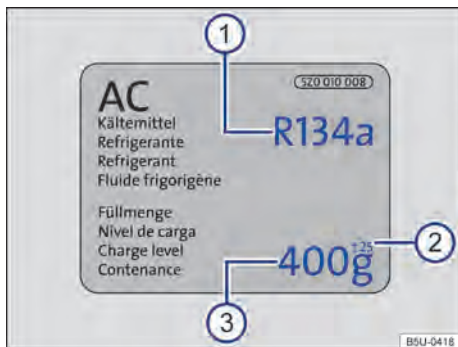 1
5Z0 010 008
AC
Kältemittel
Refrigerante
Refrigerant
Fluide frigorigène
R134a
Füllmenge
Nivel de carga
Charge level
Contenance
±25
400g
2
3
B5U-0418